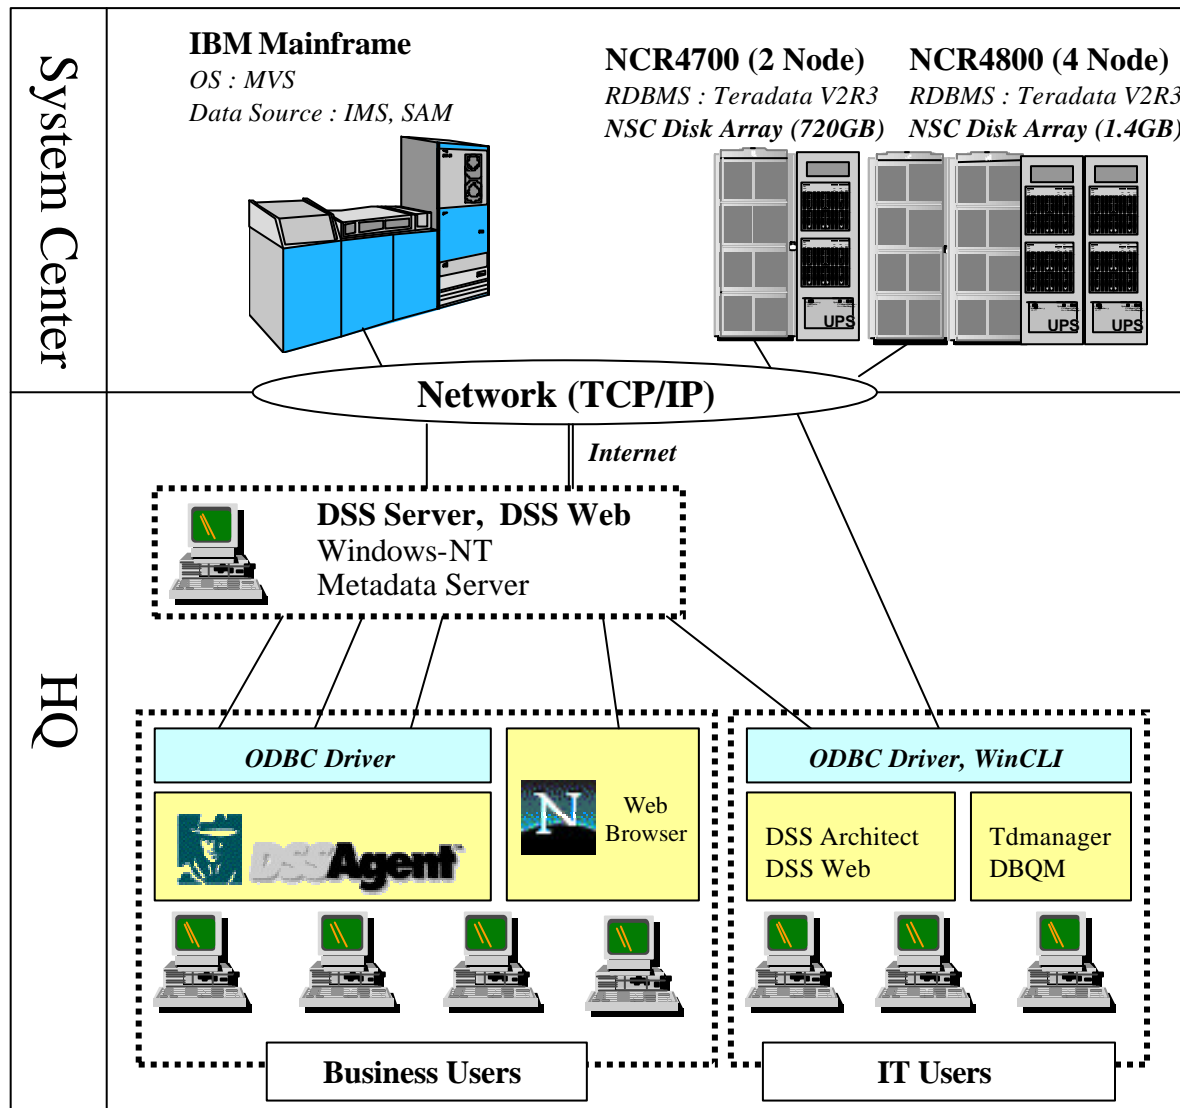 System Center
IBM Mainframe
OS : MVS
Data Source : IMS, SAM
NCR4700 (2 Node)
RDBMS : Teradata V2R3
NSC Disk Array (720GB)
NCR4800 (4 Node)
RDBMS : Teradata V2R3
NSC Disk Array (1.4GB)
UPS
UPS
UPS
Network (TCP/IP)
Internet
HQ
DSS Server, DSS Web
Windows-NT
Metadata Server
ODBC Driver
DSSAgent
N
Web
Browser
ODBC Driver, WinCLI
DSS Architect
DSS Web
Tdmanager
DBQM
Business Users
IT Users